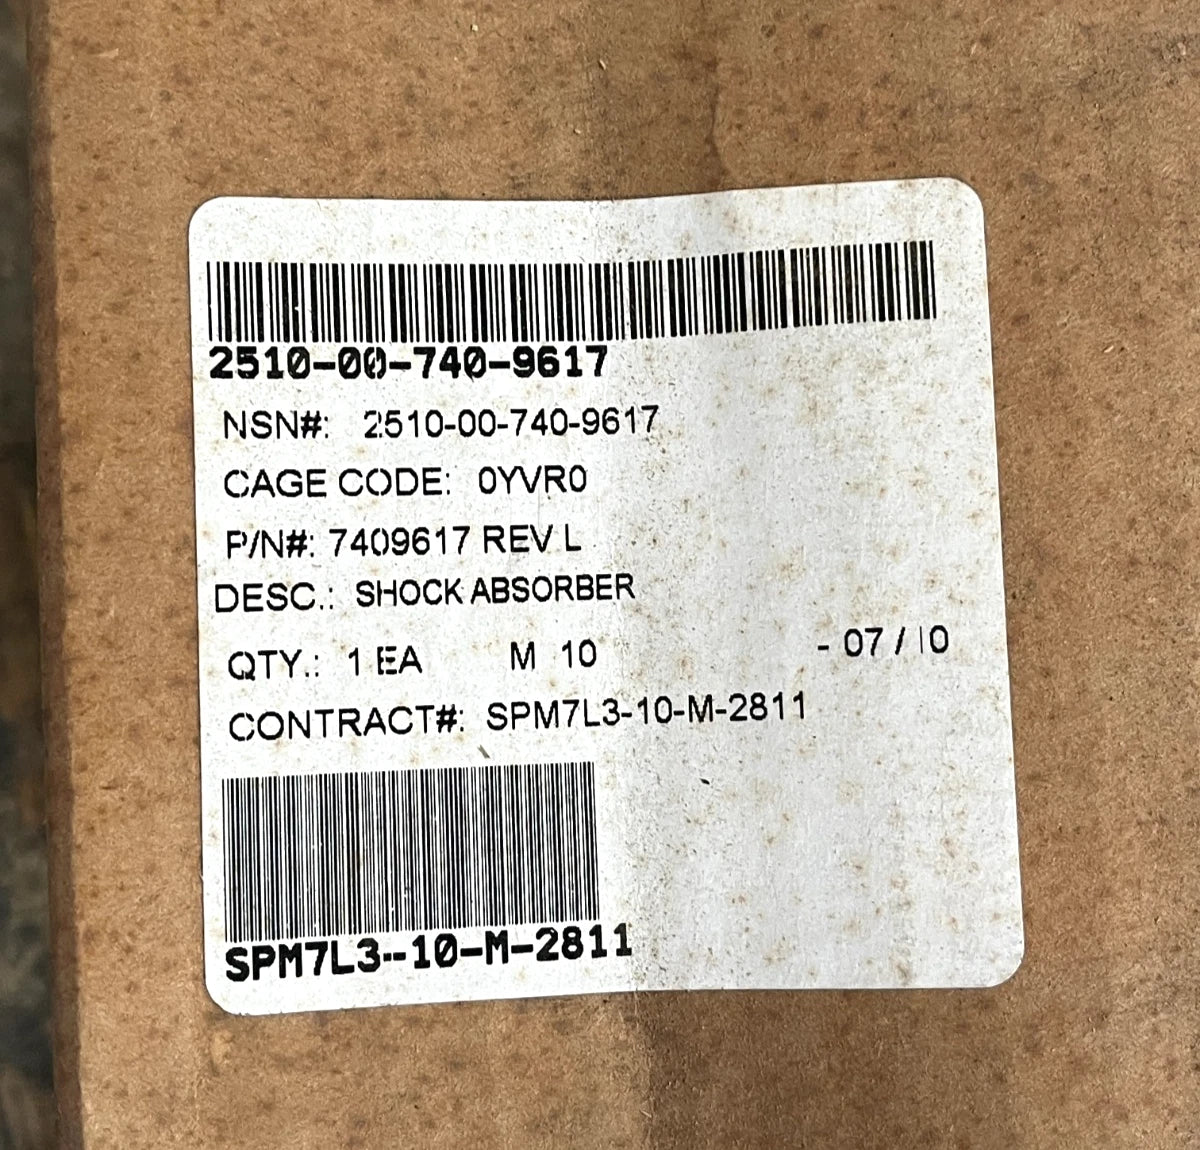 2510-00-740-9617
NSN#: 2510-00-740-9617
CAGE CODE: 0YVR0
P/N#: 7409617 REV L
DESC.: SHOCK ABSORBER
QTY.: 1 EA M 10 - 07 / 10
CONTRACT#: SPM7L3-10-M-2811
SPM7L3-10-M-2811